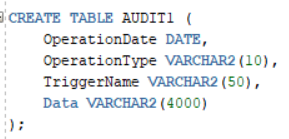 CREATE TABLE AUDIT1 (
OperationDate DATE,
OperationType VARCHAR2(10),
TriggerName VARCHAR2(50),
Data VARCHAR2(4000)
);